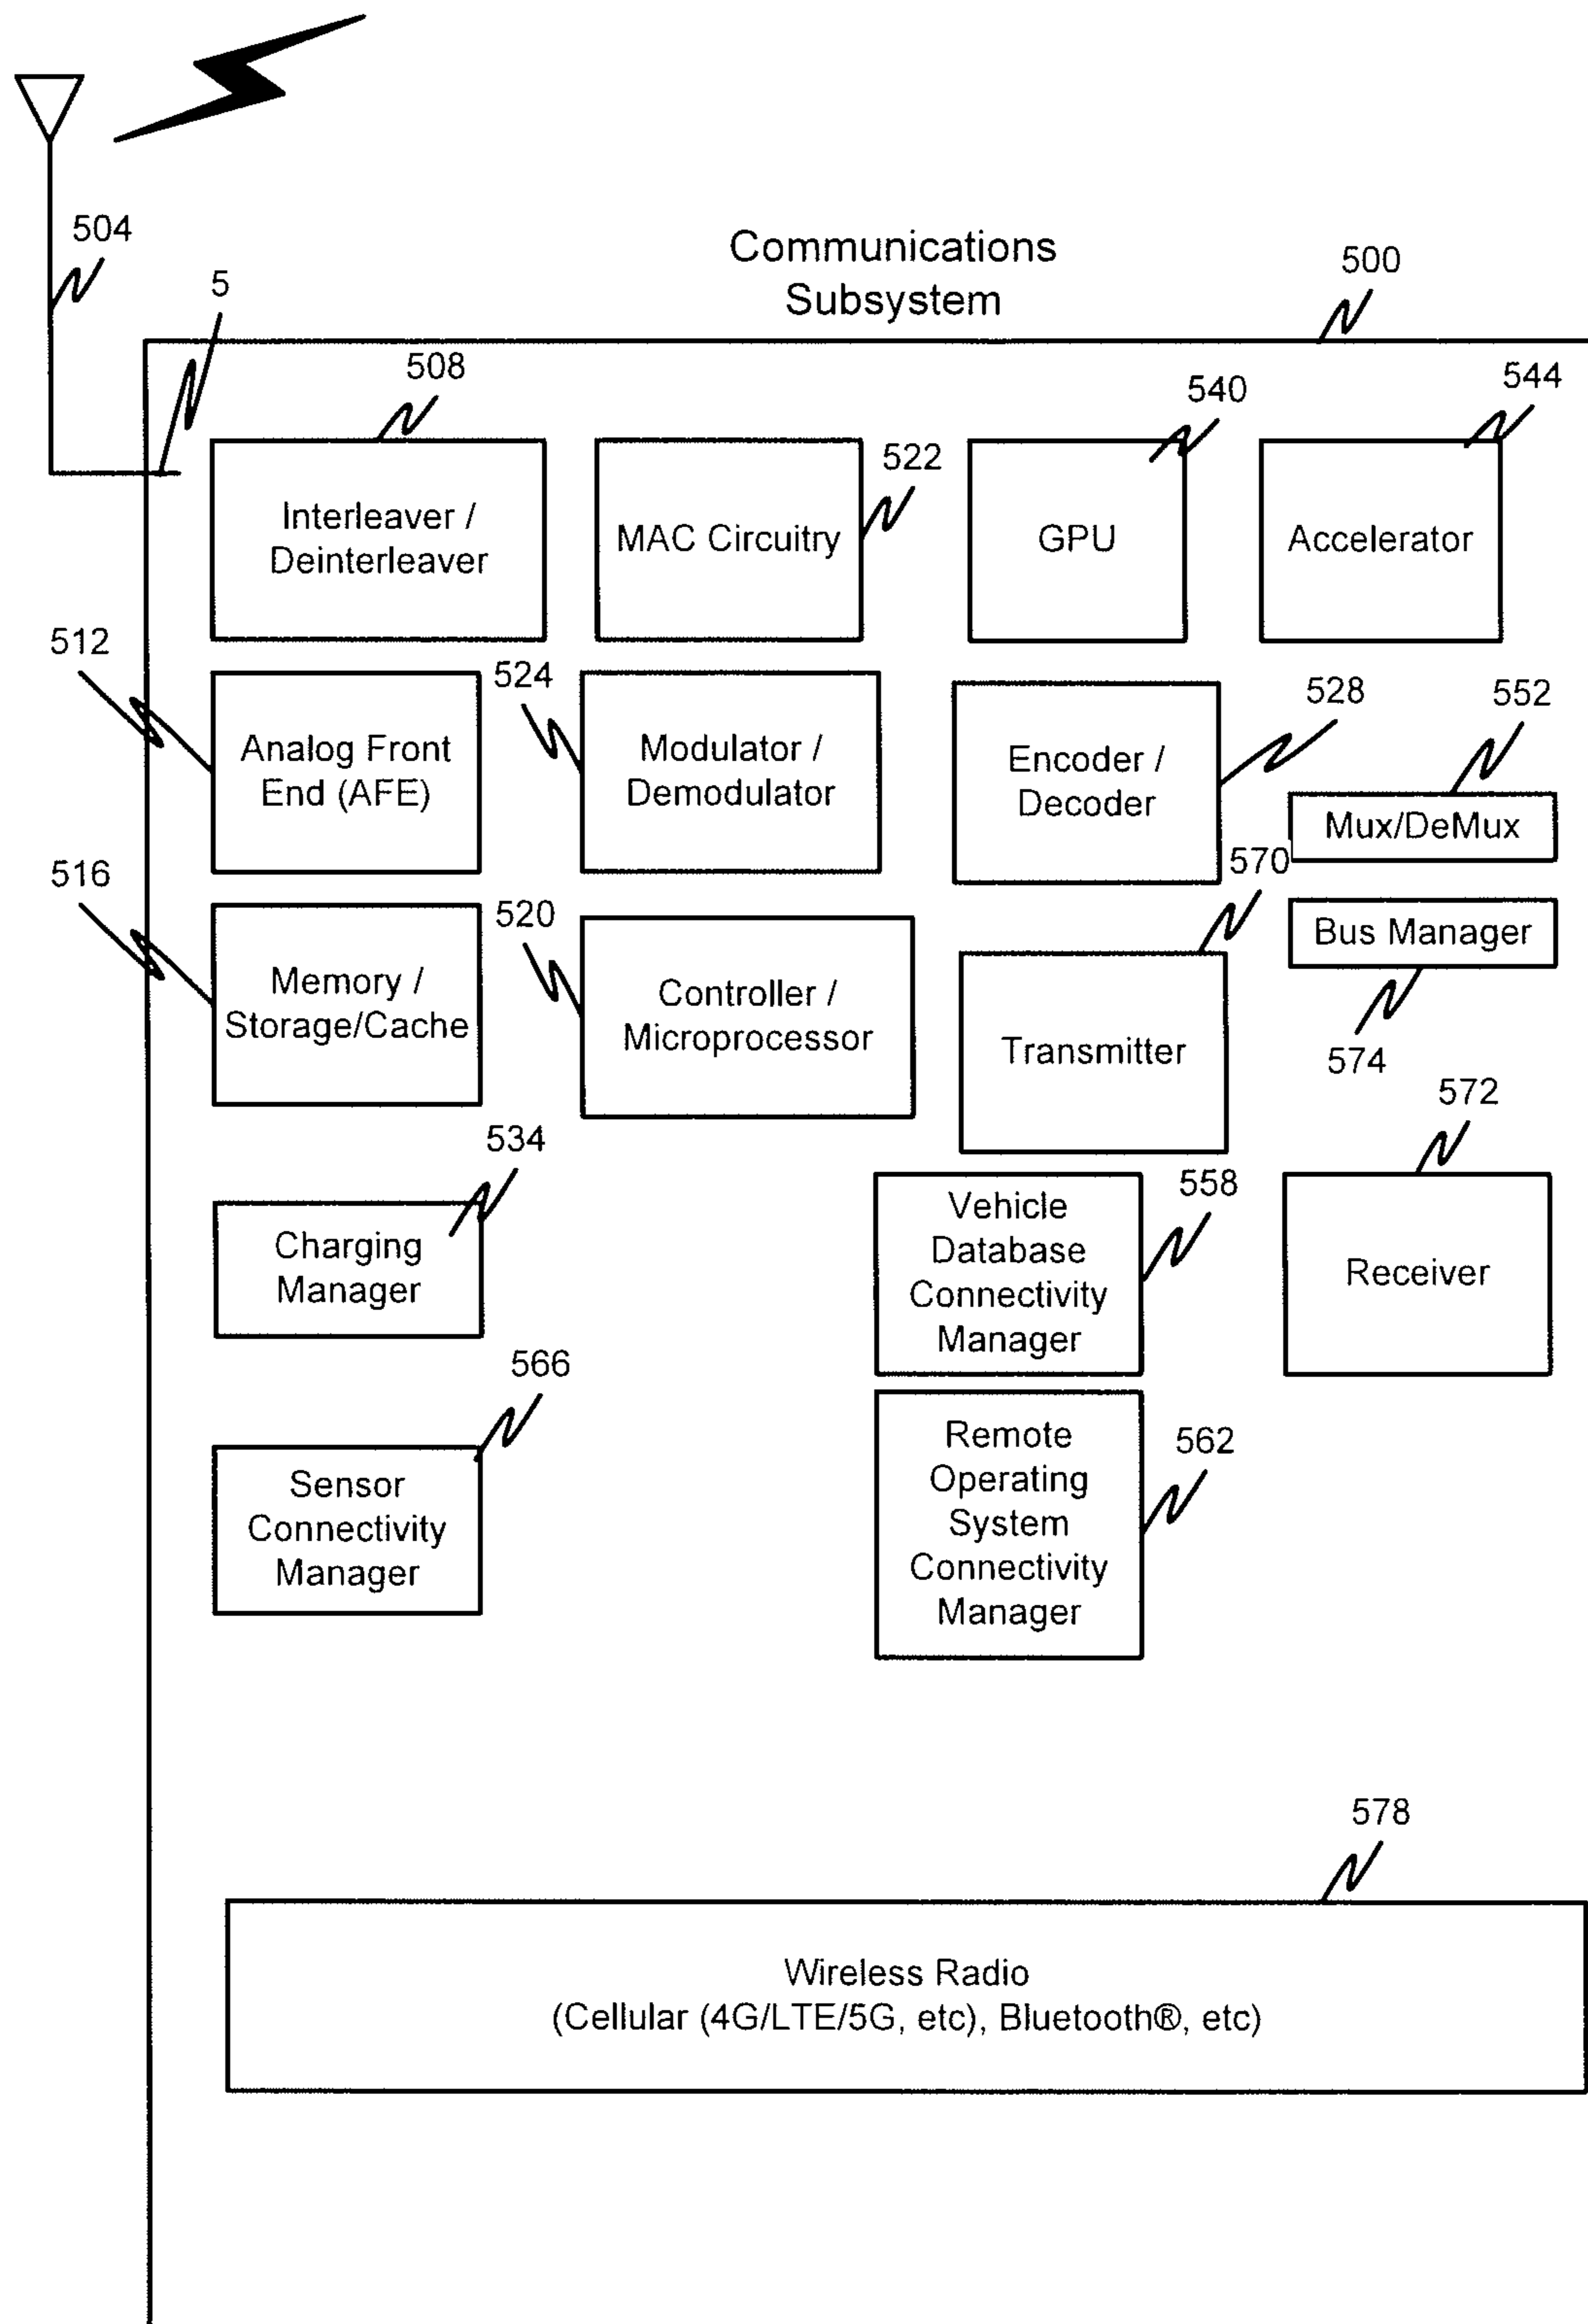 504
5
Communications
Subsystem
500
508
540
544
522
Interleaver /
Deinterleaver
MAC Circuitry
GPU
Accelerator
512
524
528
552
Analog Front
End (AFE)
Modulator /
Demodulator
Encoder /
Decoder
Mux/DeMux
570
516
520
Bus Manager
Memory /
Storage/Cache
Controller /
Microprocessor
Transmitter
574
572
534
558
Charging
Manager
Vehicle
Database
Connectivity
Manager
Receiver
566
562
Sensor
Connectivity
Manager
Remote
Operating
System
Connectivity
Manager
578
Wireless Radio
(Cellular (4G/LTE/5G, etc), Bluetooth®, etc)